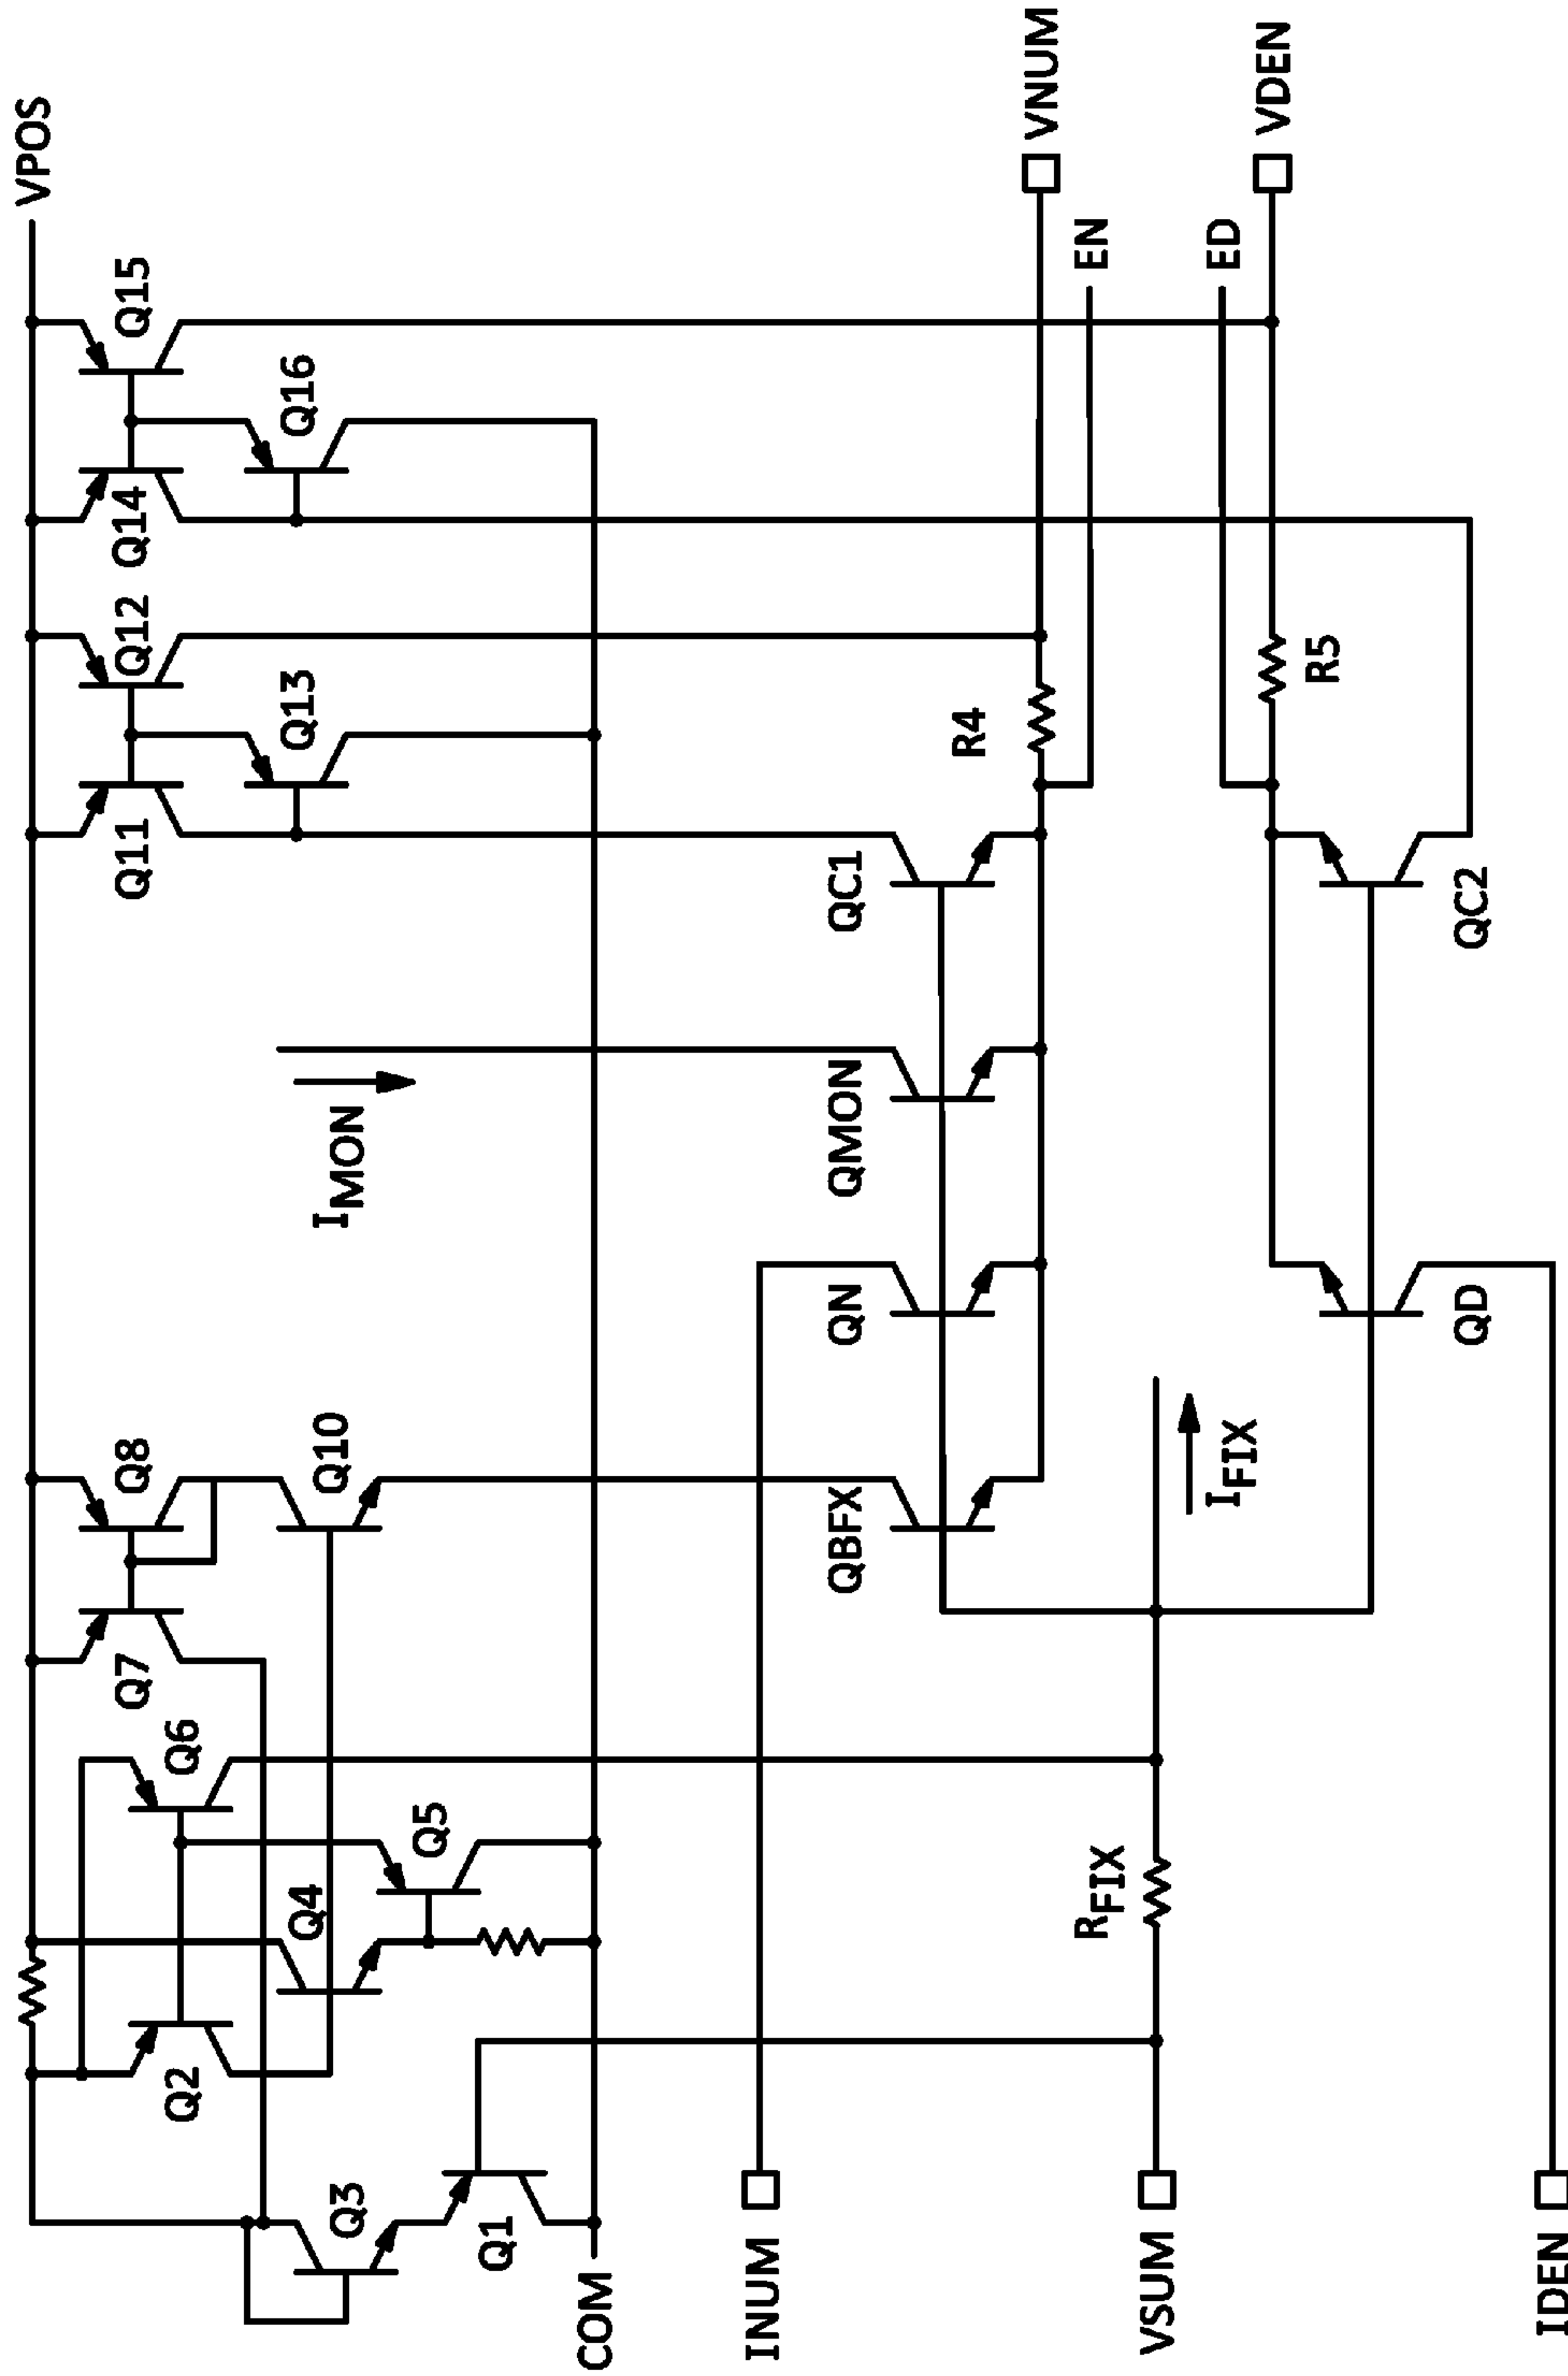 VPOS
Q15
Q16
Q14
Q12
Q13
Q11
Q8
Q10
Q7
Q6
Q5
Q4
Q2
Q3
Q1
COM
IMON
VNUM
EN
R4
QC1
QMON
QN
QBFX
INUM
IFIX
RFIX
VSUM
ED
VDEN
R5
QC2
QD
IDEN